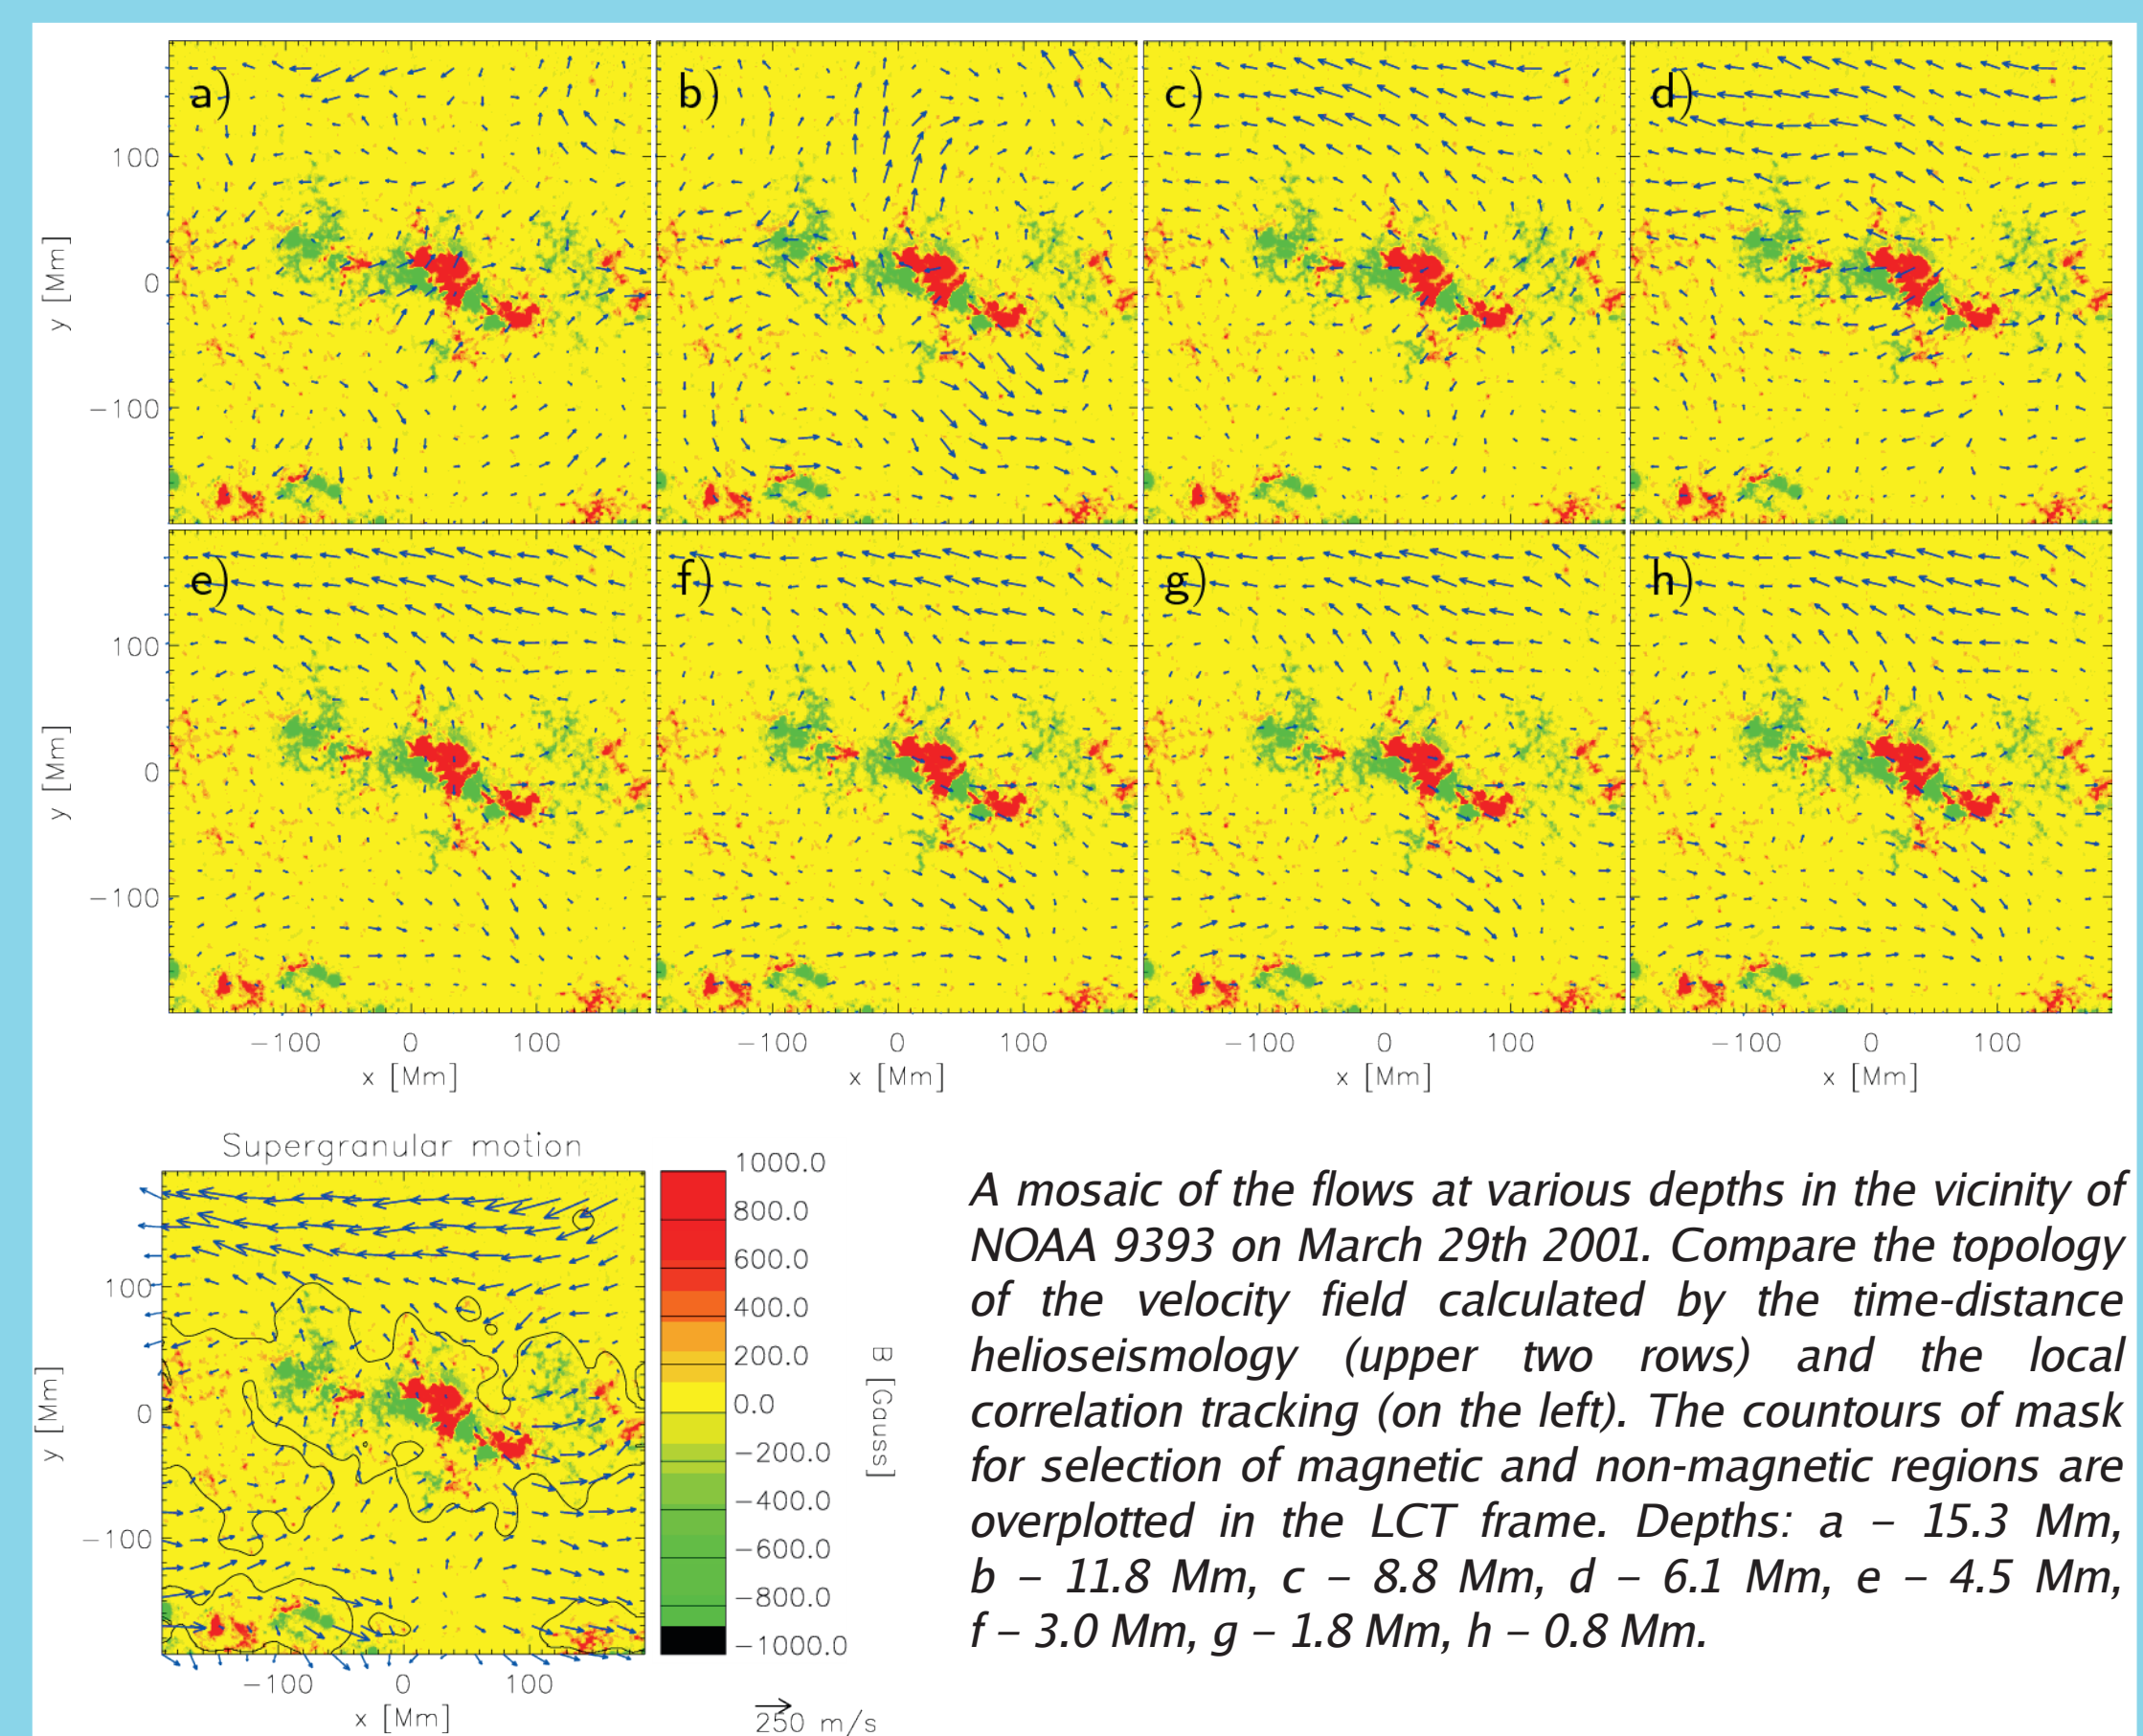 a)
b)
c)
d)
100
0
−100
y [Mm]
e)
f)
g)
h)
100
0
−100
y [Mm]
−100 0 100
−100 0 100
−100 0 100
−100 0 100
x [Mm]
x [Mm]
x [Mm]
x [Mm]
Supergranular motion
100
0
−100
y [Mm]
−100 0 100
x [Mm]
1000.0
800.0
600.0
400.0
200.0
0.0
−200.0
−400.0
−600.0
−800.0
−1000.0
B [Gauss]
250 m/s
A mosaic of the flows at various depths in the vicinity of
NOAA 9393 on March 29th 2001. Compare the topology
of the velocity field calculated by the time-distance
helioseismology (upper two rows) and the local
correlation tracking (on the left). The countours of mask
for selection of magnetic and non-magnetic regions are
overplotted in the LCT frame. Depths: a – 15.3 Mm,
b – 11.8 Mm, c – 8.8 Mm, d – 6.1 Mm, e – 4.5 Mm,
f – 3.0 Mm, g – 1.8 Mm, h – 0.8 Mm.